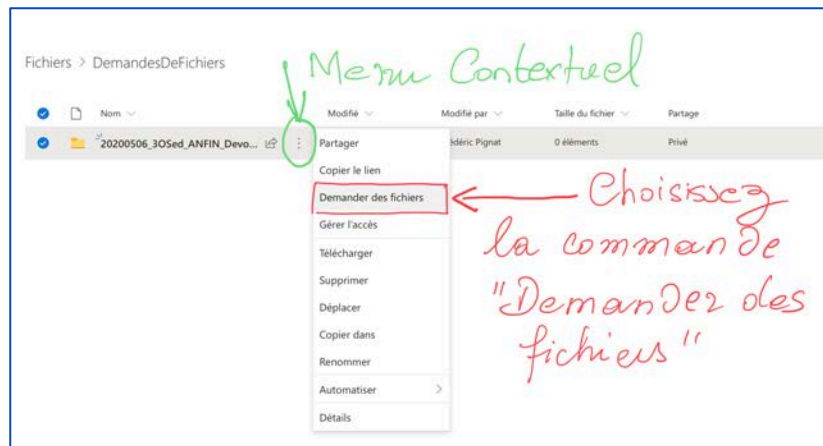 Fichiers > DemandesDeFichiers
Menu Contextuel
Nom Modifié Modifié par Taille du fichier Partage
20200506_3OSed_ANFIN_Devo... édéric Pignat 0 éléments Privé
Partager
Copier le lien
Demander des fichiers
Gérer l'accès
Télécharger
Supprimer
Déplacer
Copier dans
Renommer
Automatiser >
Détails
Choisissez
la commande
"Demander des
fichiers"